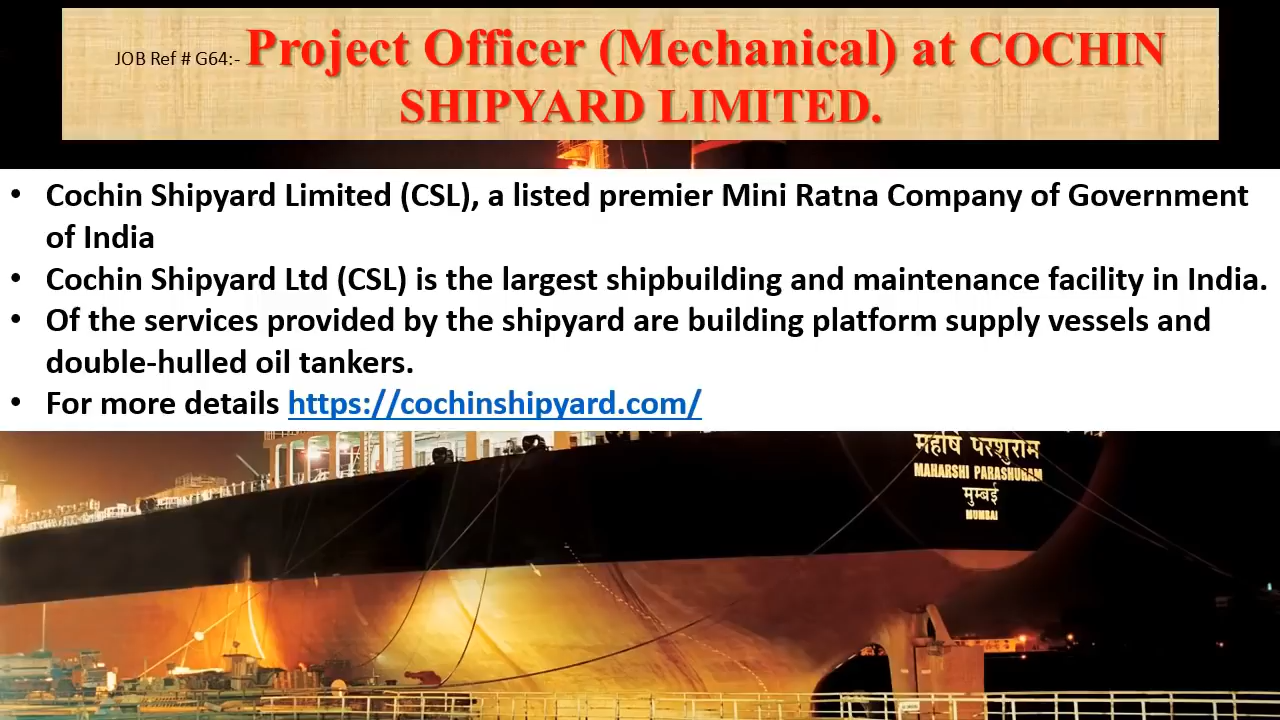 JOB Ref # G64:- Project Officer (Mechanical) at COCHIN
SHIPYARD LIMITED.
• Cochin Shipyard Limited (CSL), a listed premier Mini Ratna Company of Government
of India
• Cochin Shipyard Ltd (CSL) is the largest shipbuilding and maintenance facility in India.
• Of the services provided by the shipyard are building platform supply vessels and
double-hulled oil tankers.
• For more details https://cochinshipyard.com/
महर्षि परशुराम
MAHARSHI PARASHURAM
मुम्बई
MUMBAI